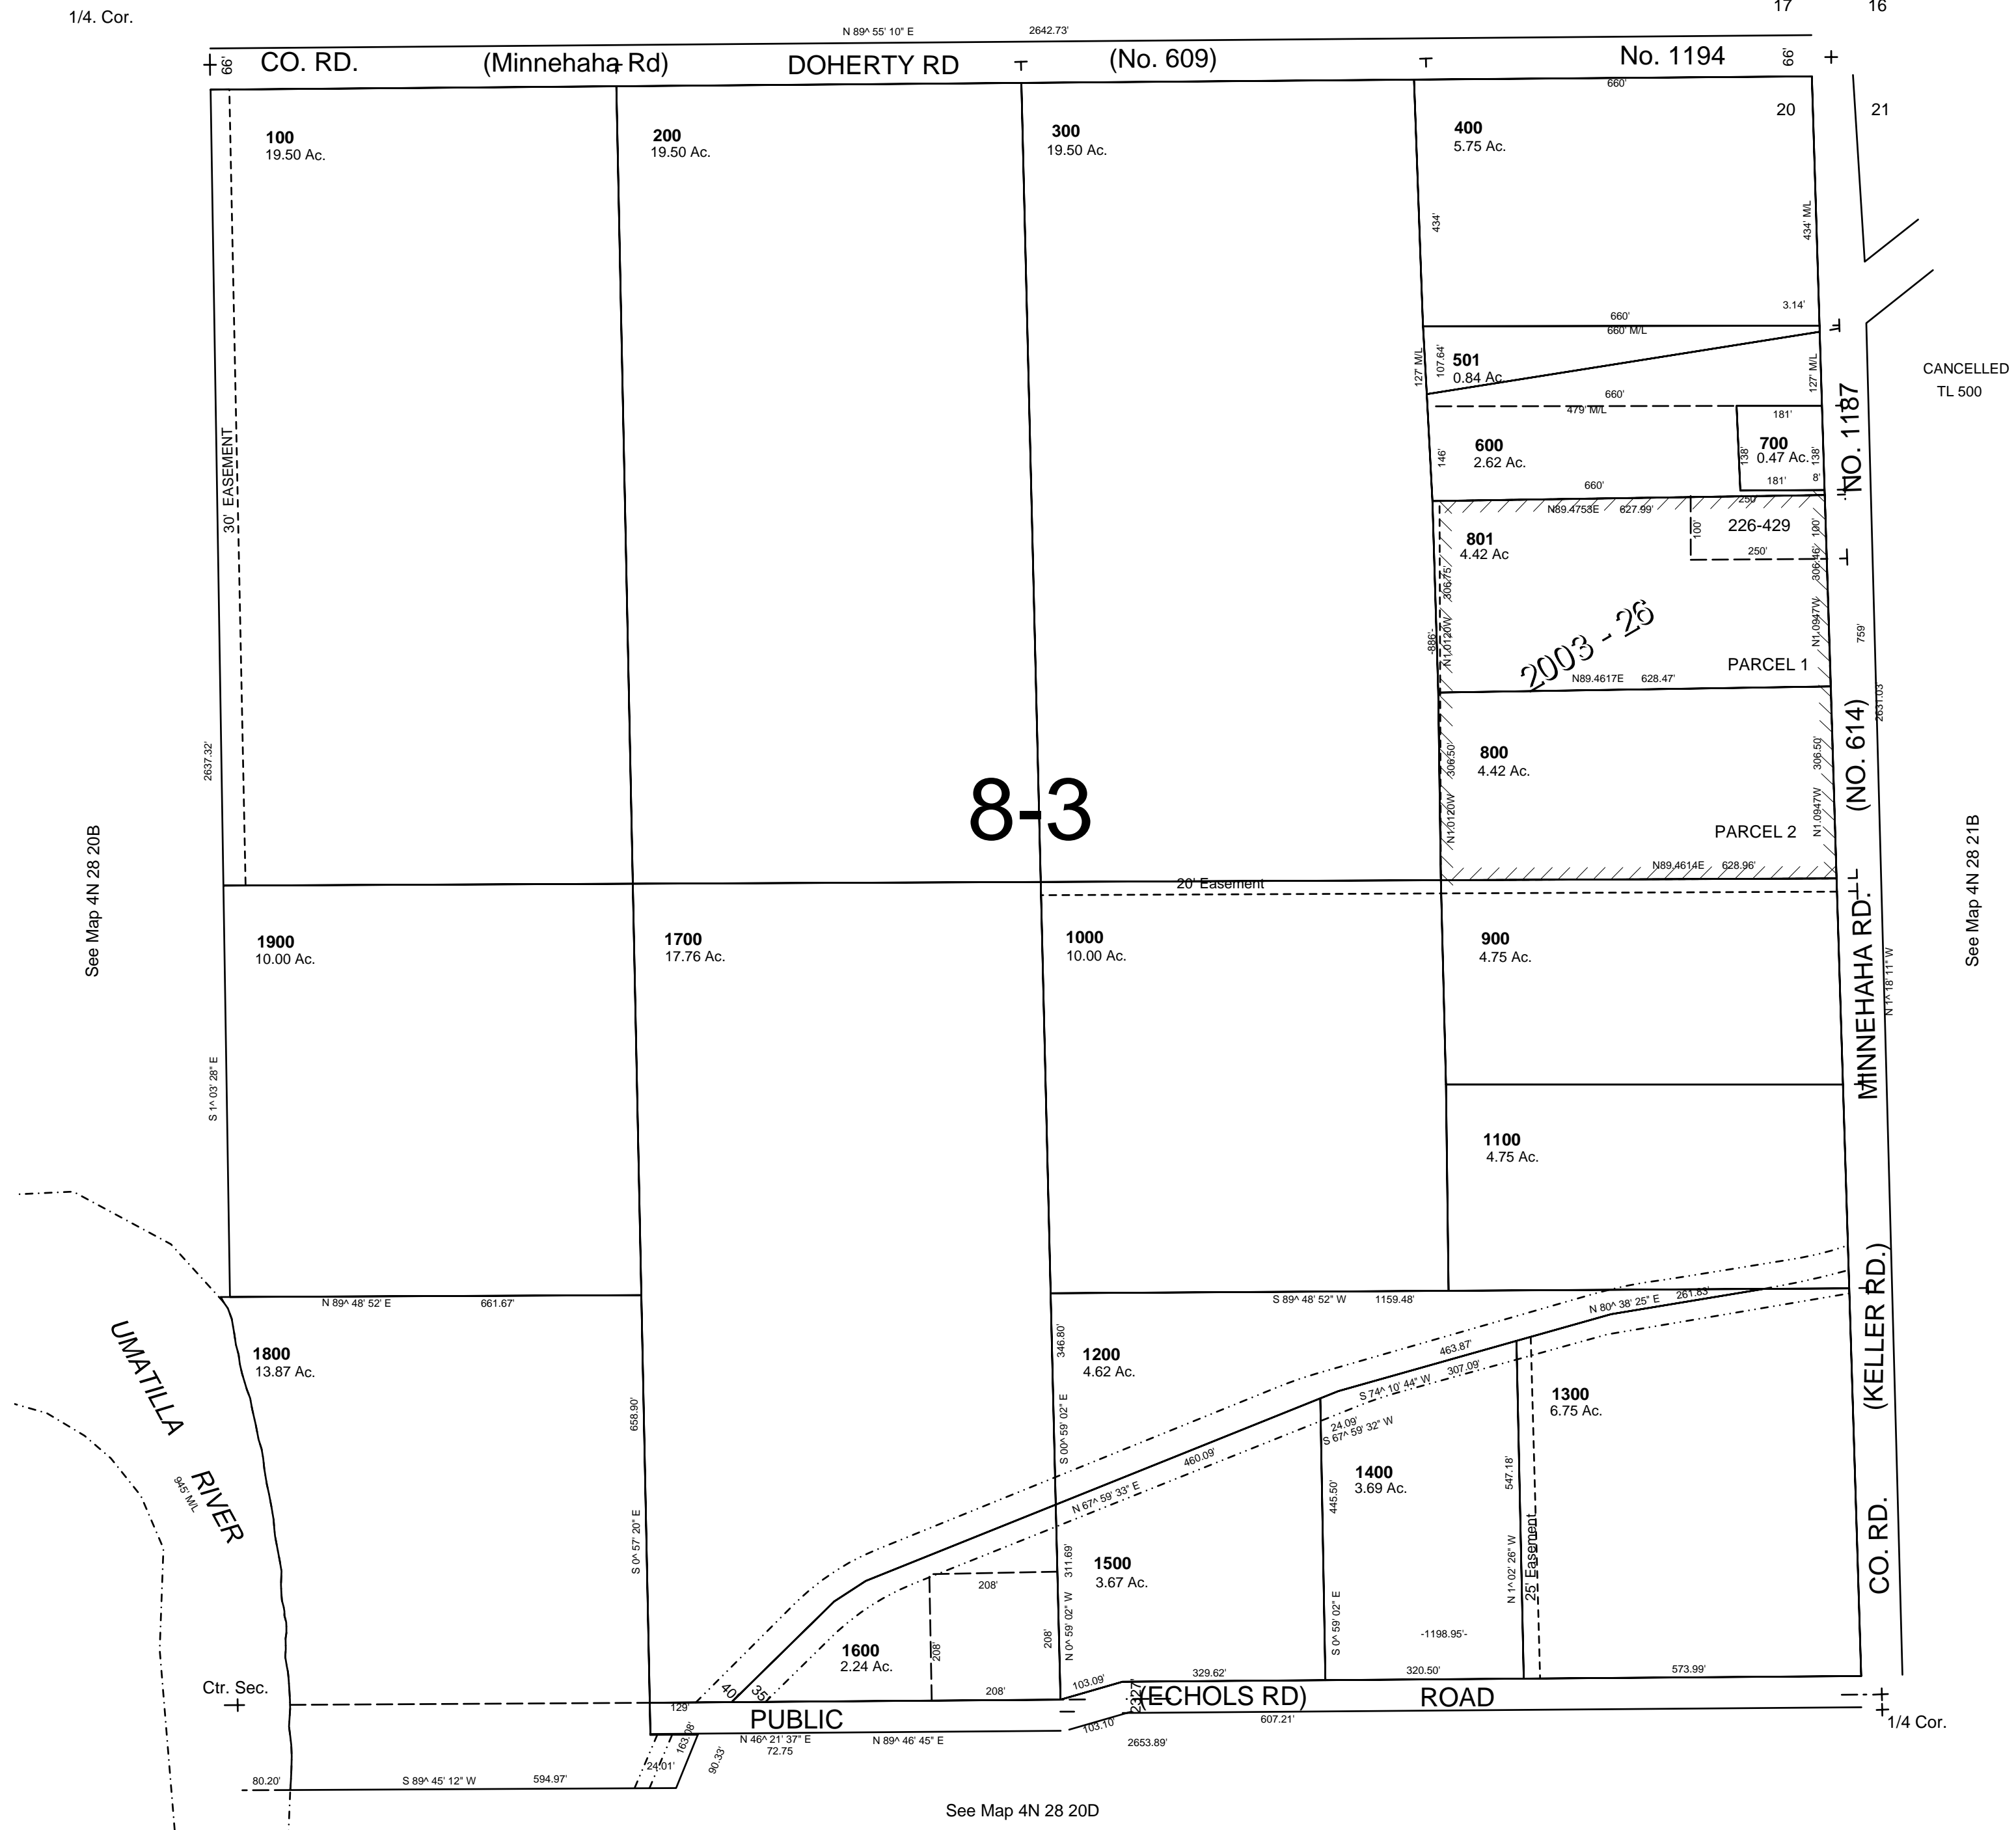 1/4. Cor.
17
16
N 89^ 55' 10" E
2642.73'
66'
CO. RD.
(Minnehaha Rd)
DOHERTY RD
(No. 609)
No. 1194
66'
660'
20
21
100
19.50 Ac.
200
19.50 Ac.
300
19.50 Ac.
400
5.75 Ac.
434'
434' M/L
3.14'
660'
660' M/L
127' M/L
107.64'
501
0.84 Ac.
127' M/L
CANCELLED
TL 500
660'
479' M/L
181'
NO. 1187
30' EASEMENT
600
2.62 Ac.
146'
700
0.47 Ac.
138'
138'
181'
8'
660'
250'
N89.4753E
627.99'
801
4.42 Ac
226-429
100'
100'
250'
306.75'
306.46'
N1.0120W
N1.0947W
-886'-
759'
2003 - 26
PARCEL 1
N89.4617E
628.47'
2631.03'
(NO. 614)
2637.32'
800
4.42 Ac.
306.50'
306.50'
N1.0120W
N1.0947W
PARCEL 2
8-3
N89.4614E
628.96'
20' Easement
See Map 4N 28 20B
See Map 4N 28 21B
1900
10.00 Ac.
1700
17.76 Ac.
1000
10.00 Ac.
900
4.75 Ac.
MINNEHAHA RD.
N 1^ 18' 11" W
S 1^ 03' 28" E
1100
4.75 Ac.
N 89^ 48' 52" E
661.67'
S 89^ 48' 52" W
1159.48'
N 80^ 38' 25" E
261.83'
(KELLER RD.)
UMATILLA
RIVER
945' M/L
1800
13.87 Ac.
346.80'
1200
4.62 Ac.
463.87'
307.09'
S 74^ 10' 44" W
1300
6.75 Ac.
658.90'
S 00^ 59' 02" E
24.09'
S 67^ 59' 32" W
460.09'
N 67^ 59' 33" E
1400
3.69 Ac.
445.50'
547.18'
S 0^ 57' 20" E
311.69'
1500
3.67 Ac.
N 1^ 02' 26" W
25' Easement
CO. RD.
208'
N 0^ 59' 02" W
S 0^ 59' 02" E
208'
208'
1600
2.24 Ac.
-1198.95'-
329.62'
320.50'
573.99'
Ctr. Sec.
40
35
208'
103.09'
2327
(ECHOLS RD)
ROAD
129'
PUBLIC
103.10'
607.21'
1/4 Cor.
163.08'
N 46^ 21' 37" E
72.75
N 89^ 46' 45" E
2653.89'
90.33'
24.01'
80.20'
S 89^ 45' 12" W
594.97'
See Map 4N 28 20D